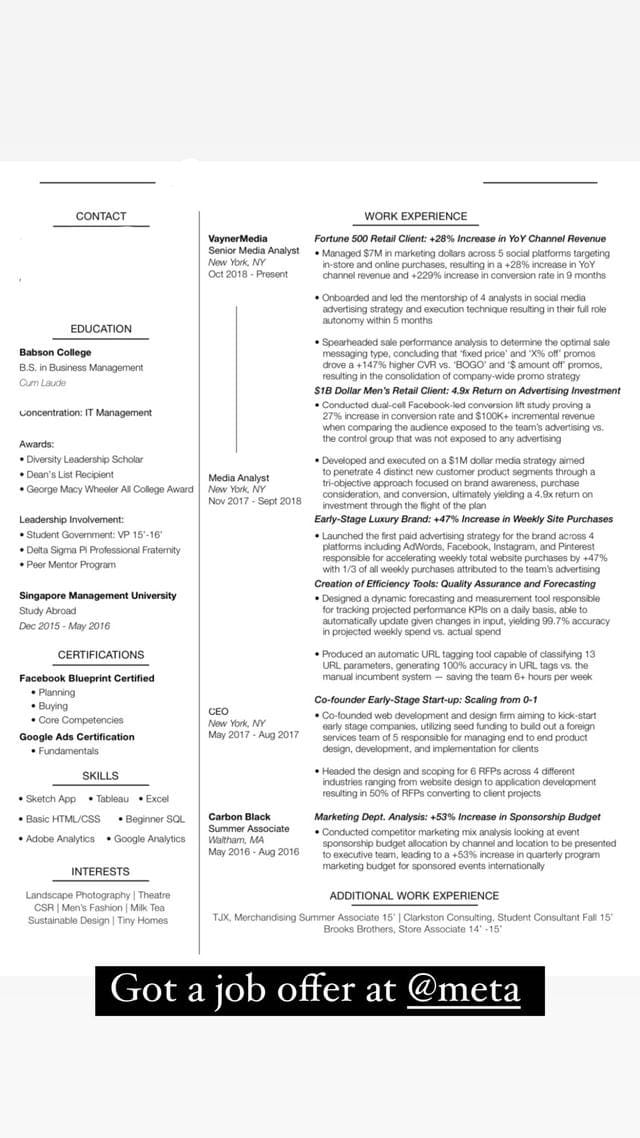 CONTACT
EDUCATION
Babson College
B.S. in Business Management
Cum Laude
Concentration: IT Management
Awards:
• Diversity Leadership Scholar
• Dean's List Recipient
• George Macy Wheeler All College Award
Leadership Involvement:
• Student Government: VP 15'-16'
• Delta Sigma Pi Professional Fraternity
• Peer Mentor Program
Singapore Management University
Study Abroad
Dec 2015 - May 2016
CERTIFICATIONS
Facebook Blueprint Certified
• Planning
• Buying
• Core Competencies
Google Ads Certification
• Fundamentals
SKILLS
• Sketch App • Tableau • Excel
• Basic HTML/CSS • Beginner SQL
• Adobe Analytics • Google Analytics
INTERESTS
Landscape Photography | Theatre
CSR | Men's Fashion | Milk Tea
Sustainable Design | Tiny Homes
WORK EXPERIENCE
VaynerMedia
Senior Media Analyst
New York, NY
Oct 2018 - Present
Fortune 500 Retail Client: +28% Increase in YoY Channel Revenue
• Managed $7M in marketing dollars across 5 social platforms targeting
in-store and online purchases, resulting in a +28% increase in YoY
channel revenue and +229% increase in conversion rate in 9 months
• Onboarded and led the mentorship of 4 analysts in social media
advertising strategy and execution technique resulting in their full role
autonomy within 5 months
• Spearheaded sale performance analysis to determine the optimal sale
messaging type, concluding that 'fixed price' and 'X% off' promos
drove a +147% higher CVR vs. 'BOGO' and '$ amount off' promos,
resulting in the consolidation of company-wide promo strategy
$1B Dollar Men's Retail Client: 4.9x Return on Advertising Investment
• Conducted dual-cell Facebook-led conversion lift study proving a
27% increase in conversion rate and $100K+ incremental revenue
when comparing the audience exposed to the team's advertising vs.
the control group that was not exposed to any advertising
• Developed and executed on a $1M dollar media strategy aimed
to penetrate 4 distinct new customer product segments through a
tri-objective approach focused on brand awareness, purchase
consideration, and conversion, ultimately yielding a 4.9x return on
investment through the flight of the plan
Media Analyst
New York, NY
Nov 2017 - Sept 2018
Early-Stage Luxury Brand: +47% Increase in Weekly Site Purchases
• Launched the first paid advertising strategy for the brand across 4
platforms including AdWords, Facebook, Instagram, and Pinterest
responsible for accelerating weekly total website purchases by +47%
with 1/3 of all weekly purchases attributed to the team's advertising
Creation of Efficiency Tools: Quality Assurance and Forecasting
• Designed a dynamic forecasting and measurement tool responsible
for tracking projected performance KPIs on a daily basis, able to
automatically update given changes in input, yielding 99.7% accuracy
in projected weekly spend vs. actual spend
• Produced an automatic URL tagging tool capable of classifying 13
URL parameters, generating 100% accuracy in URL tags vs. the
manual incumbent system — saving the team 6+ hours per week
CEO
New York, NY
May 2017 - Aug 2017
Co-founder Early-Stage Start-up: Scaling from 0-1
• Co-founded web development and design firm aiming to kick-start
early stage companies, utilizing seed funding to build out a foreign
services team of 5 responsible for managing end to end product
design, development, and implementation for clients
• Headed the design and scoping for 6 RFPs across 4 different
industries ranging from website design to application development
resulting in 50% of RFPs converting to client projects
Carbon Black
Summer Associate
Waltham, MA
May 2016 - Aug 2016
Marketing Dept. Analysis: +53% Increase in Sponsorship Budget
• Conducted competitor marketing mix analysis looking at event
sponsorship budget allocation by channel and location to be presented
to executive team, leading to a +53% increase in quarterly program
marketing budget for sponsored events internationally
ADDITIONAL WORK EXPERIENCE
TJX, Merchandising Summer Associate 15' | Clarkston Consulting, Student Consultant Fall 15'
Brooks Brothers, Store Associate 14' -15'
Got a job offer at @meta